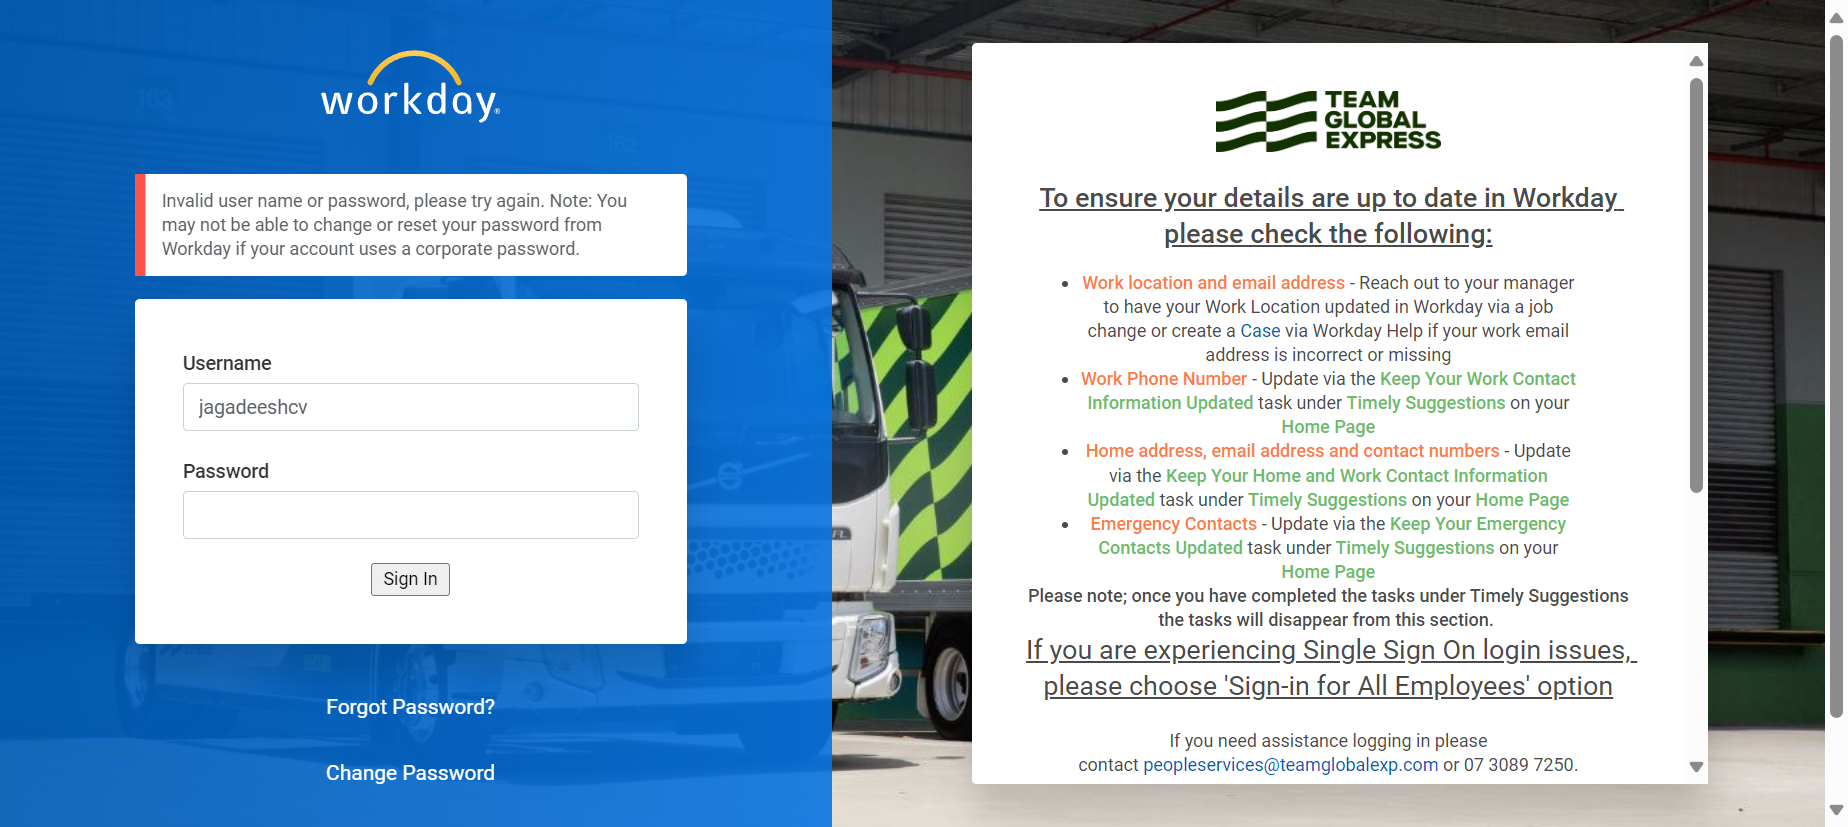 workday
Invalid user name or password, please try again. Note: You
may not be able to change or reset your password from
Workday if your account uses a corporate password.
Username
jagadeeshcv
Password
Sign In
Forgot Password?
Change Password
163
162
TEAM
GLOBAL
EXPRESS
To ensure your details are up to date in Workday
please check the following:
• Work location and email address - Reach out to your manager
to have your Work Location updated in Workday via a job
change or create a Case via Workday Help if your work email
address is incorrect or missing
• Work Phone Number - Update via the Keep Your Work Contact
Information Updated task under Timely Suggestions on your
Home Page
• Home address, email address and contact numbers - Update
via the Keep Your Home and Work Contact Information
Updated task under Timely Suggestions on your Home Page
• Emergency Contacts - Update via the Keep Your Emergency
Contacts Updated task under Timely Suggestions on your
Home Page
Please note; once you have completed the tasks under Timely Suggestions
the tasks will disappear from this section.
If you are experiencing Single Sign On login issues,
please choose 'Sign-in for All Employees' option
If you need assistance logging in please
contact peopleservices@teamglobalexp.com or 07 3089 7250.